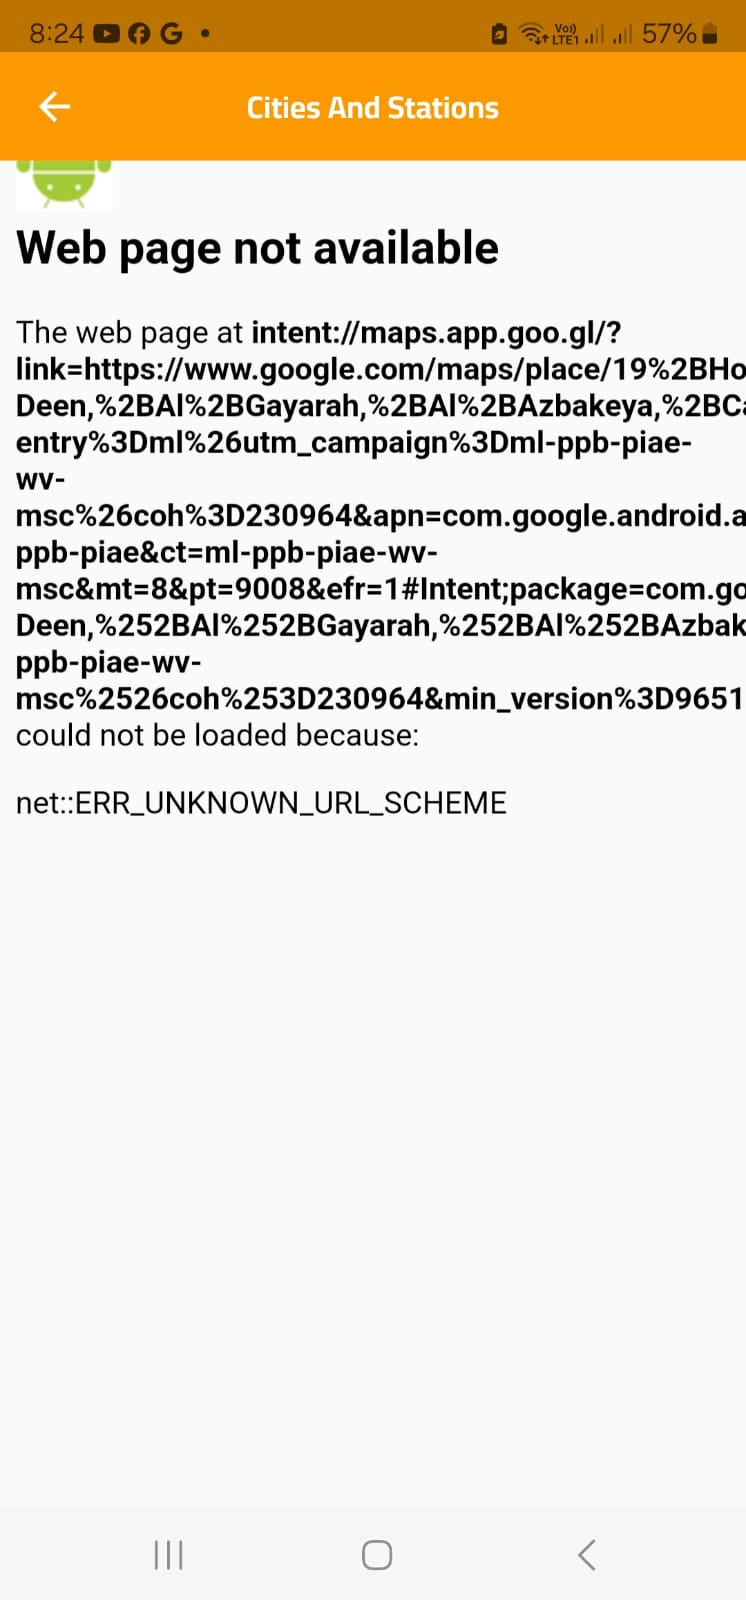 8:24
Vo))
LTE1
57%
Cities And Stations
Web page not available
The web page at intent://maps.app.goo.gl/?
link=https://www.google.com/maps/place/19%2BHo
Deen,%2BAl%2BGayarah,%2BAl%2BAzbakeya,%2BCa
entry%3Dml%26utm_campaign%3Dml-ppb-piae-
wv-
msc%26coh%3D230964&apn=com.google.android.a
ppb-piae&ct=ml-ppb-piae-wv-
msc&mt=8&pt=9008&efr=1#Intent;package=com.go
Deen,%252BAl%252BGayarah,%252BAl%252BAzbak
ppb-piae-wv-
msc%2526coh%253D230964&min_version%3D9651
could not be loaded because:
net::ERR_UNKNOWN_URL_SCHEME